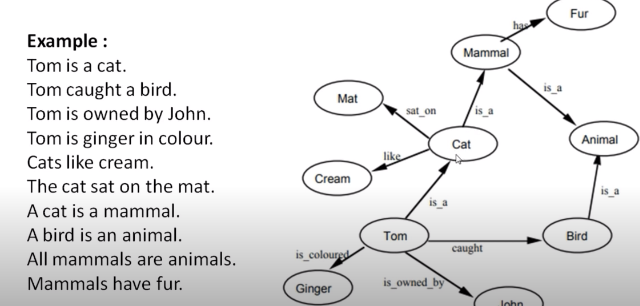 Example :
Tom is a cat.
Tom caught a bird.
Tom is owned by John.
Tom is ginger in colour.
Cats like cream.
The cat sat on the mat.
A cat is a mammal.
A bird is an animal.
All mammals are animals.
Mammals have fur.
Fur
has
Mammal
is_a
Mat
sat_on
is_a
Animal
Cat
like
Cream
is_a
is_a
Tom
caught
Bird
is_coloured
is_owned_by
Ginger
John